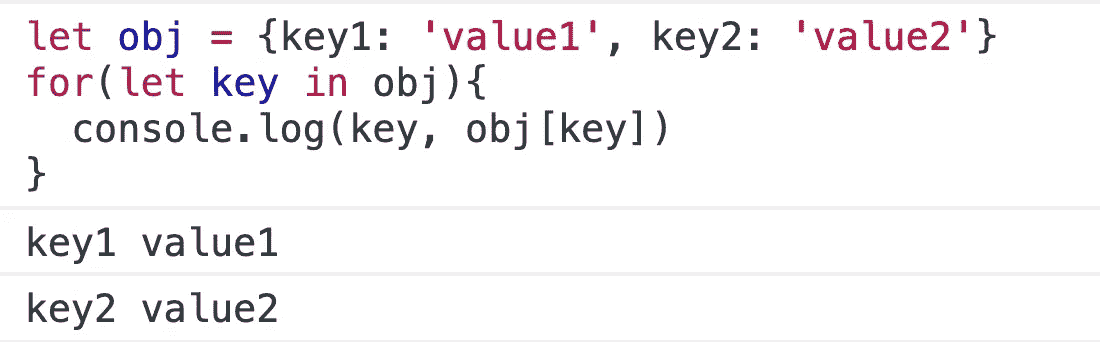 let obj = {key1: 'value1', key2: 'value2'}
for(let key in obj){
  console.log(key, obj[key])
}
key1 value1
key2 value2